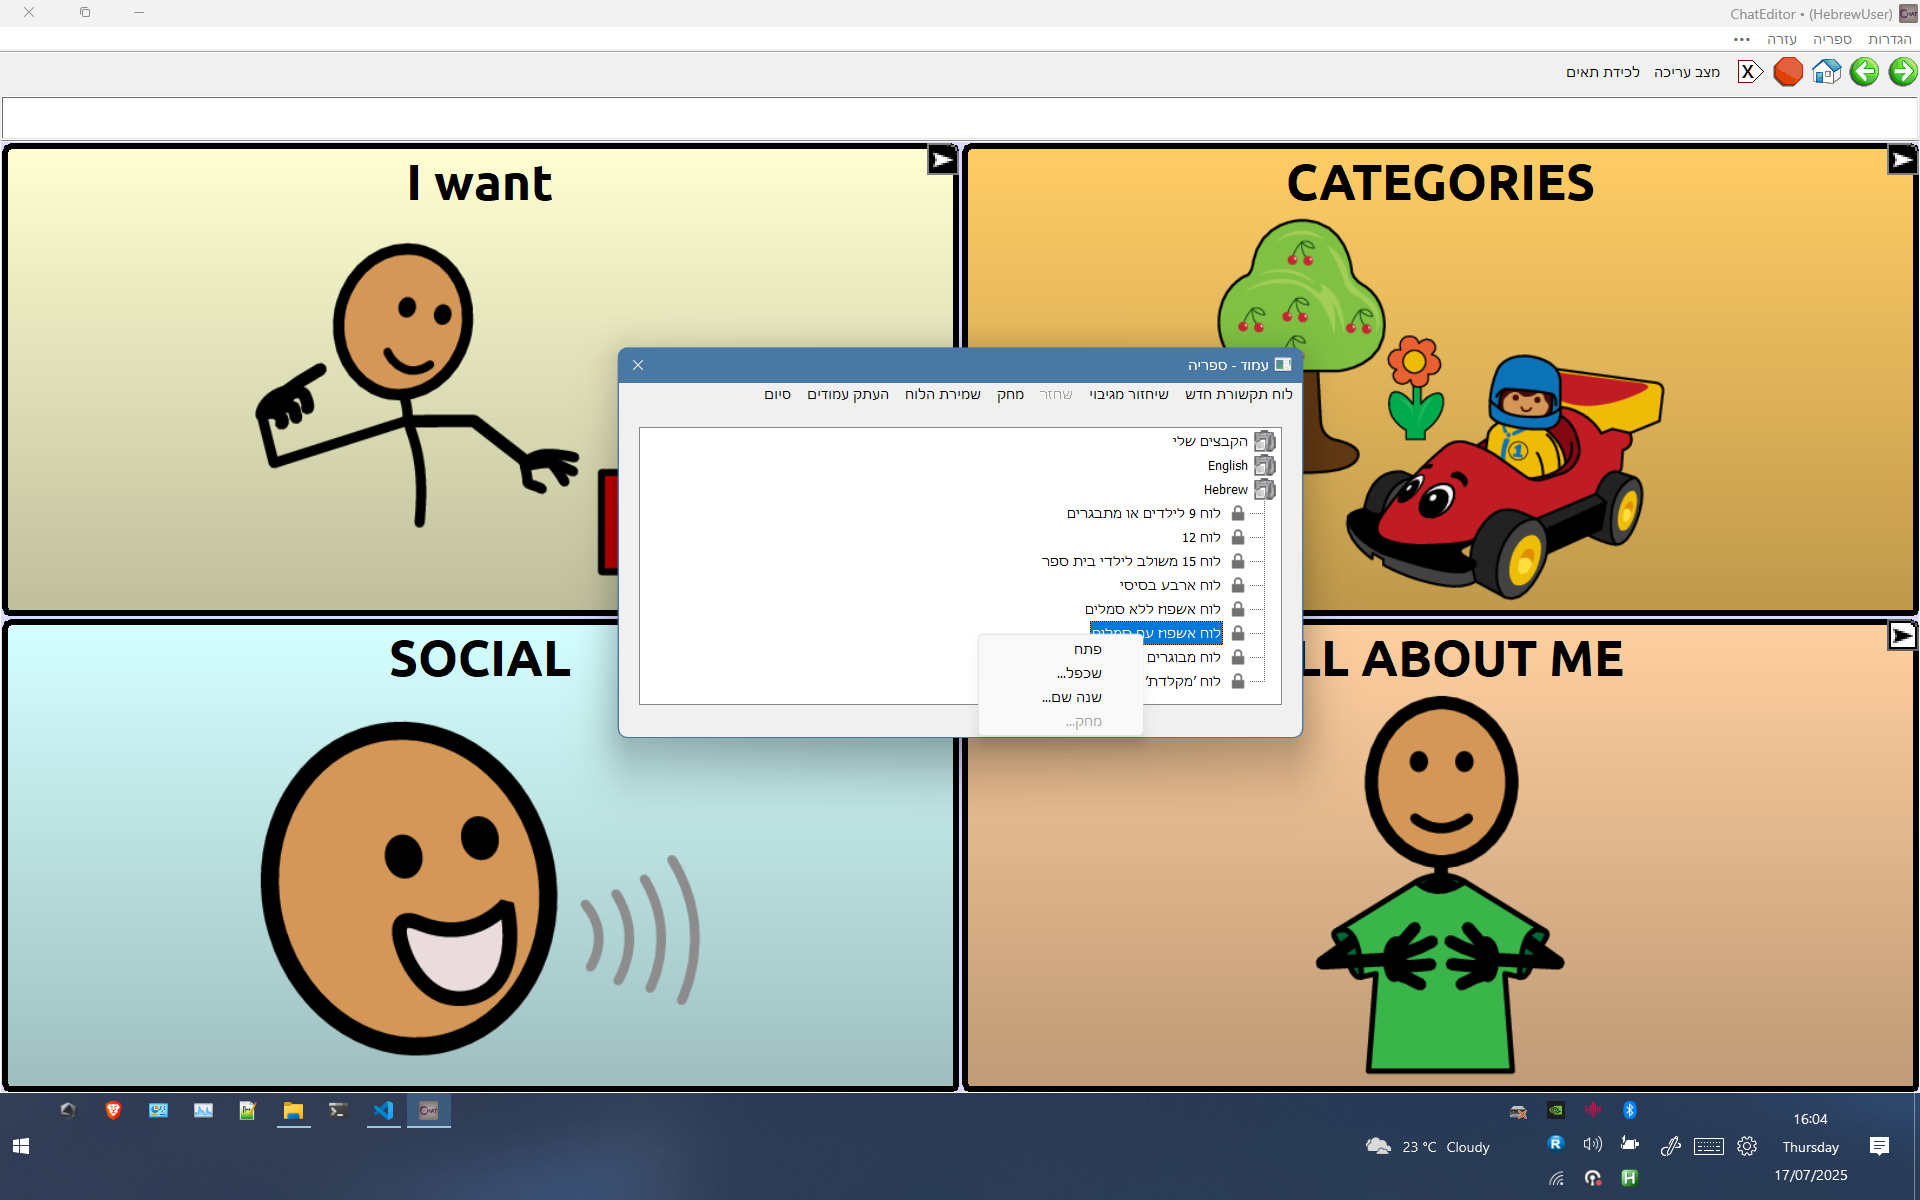 ChatEditor • (HebrewUser)
הגדרות ספריה עזרה •••
X מצב עריכה לכידת תאים
I want
CATEGORIES
עמוד - ספריה
לוח תקשורת חדש שיחזור מגיבוי שחזר מחק שמירת הלוח העתק עמודים סיום
הקבצים שלי
English
Hebrew
לוח 9 לילדים או מתבגרים
לוח 12
לוח 15 משולב לילדי בית ספר
לוח ארבע בסיסי
לוח אשפוז ללא סמלים
לוח אשפוז עם סמלים
לוח מבוגרים
לוח 'מקלדת'
פתח
שכפל...
שנה שם...
מחק...
SOCIAL
LL ABOUT ME
16:04
23 °C Cloudy
Thursday
17/07/2025